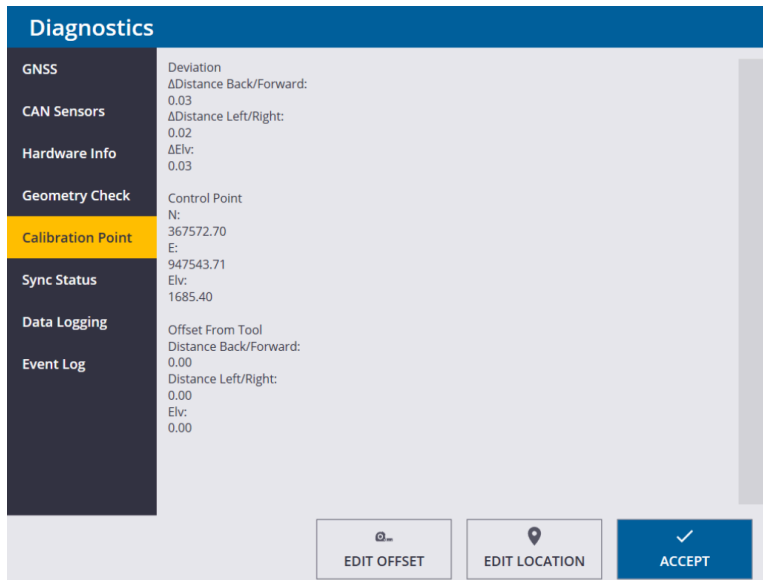 Diagnostics
GNSS
CAN Sensors
Hardware Info
Geometry Check
Calibration Point
Sync Status
Data Logging
Event Log
Deviation
ΔDistance Back/Forward:
0.03
ΔDistance Left/Right:
0.02
ΔElv:
0.03
Control Point
N:
367572.70
E:
947543.71
Elv:
1685.40
Offset From Tool
Distance Back/Forward:
0.00
Distance Left/Right:
0.00
Elv:
0.00
EDIT OFFSET
EDIT LOCATION
ACCEPT